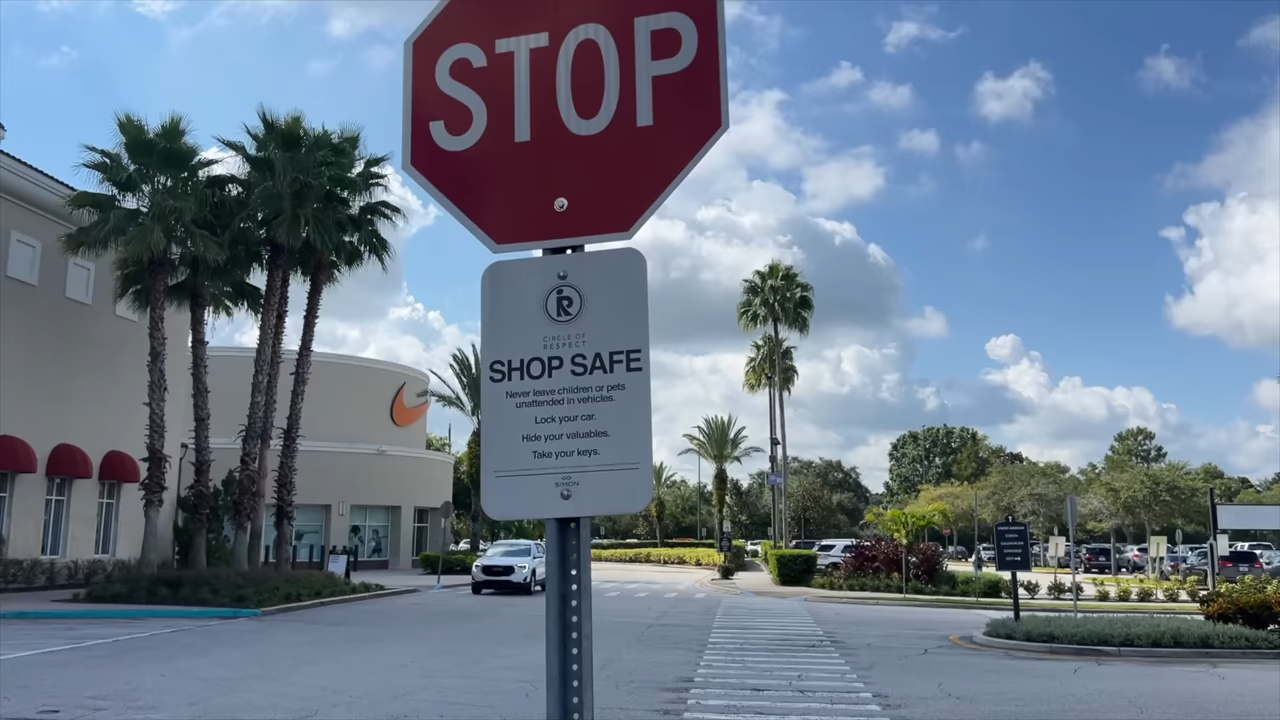 STOP
CIRCLE OF
RESPECT
SHOP SAFE
Never leave children or pets
unattended in vehicles.
Lock your car.
Hide your valuables.
Take your keys.
SIMON